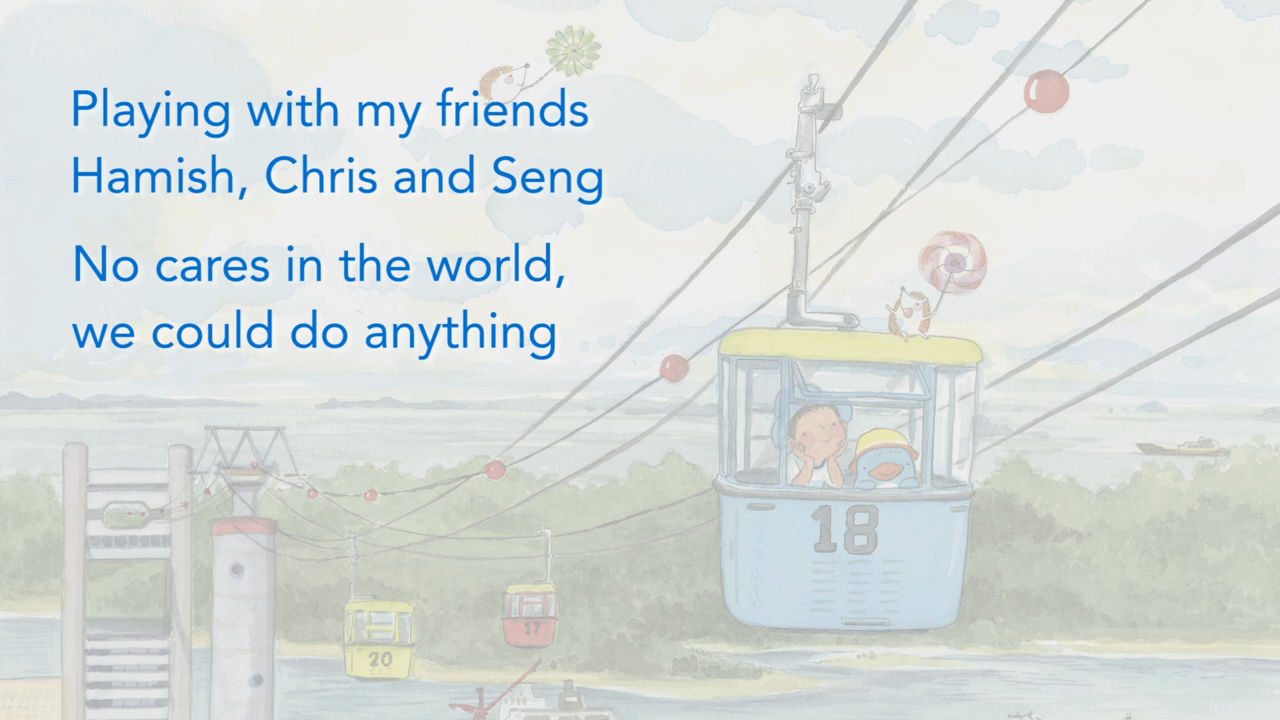 Playing with my friends
Hamish, Chris and Seng
No cares in the world,
we could do anything
18
17
20